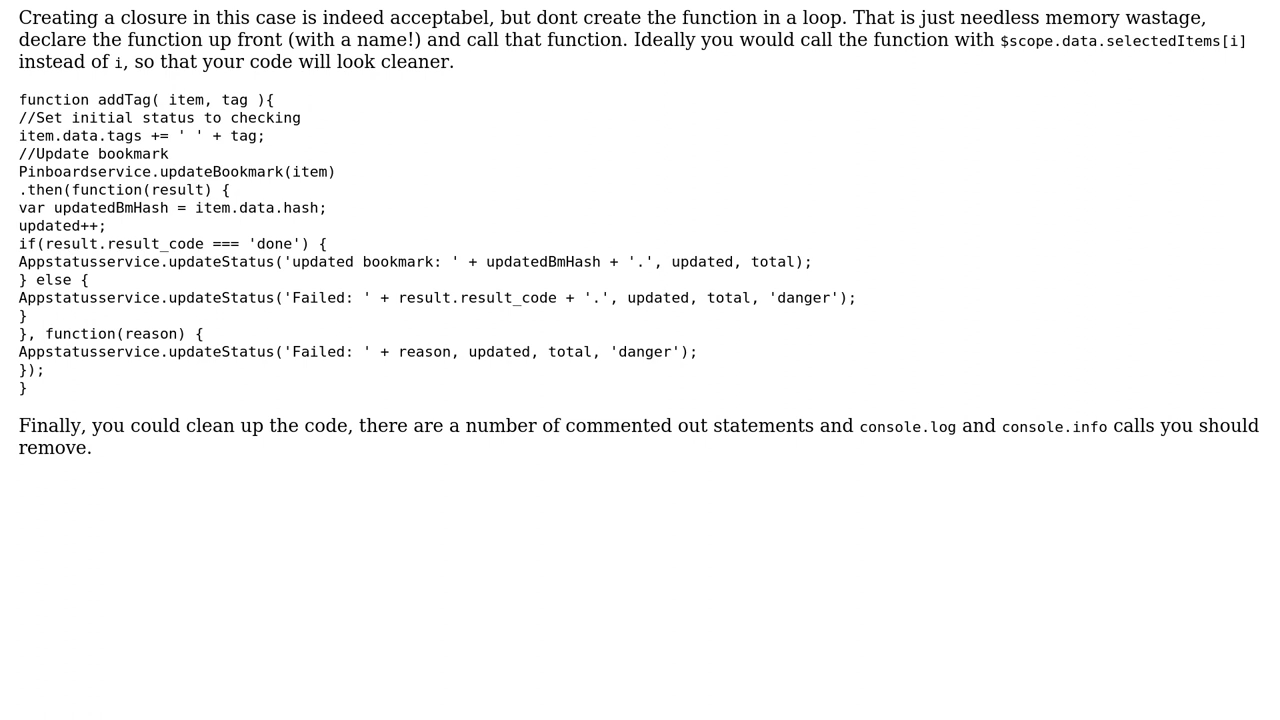 Creating a closure in this case is indeed acceptabel, but dont create the function in a loop. That is just needless memory wastage,
declare the function up front (with a name!) and call that function. Ideally you would call the function with $scope.data.selectedItems[i]
instead of i, so that your code will look cleaner.
function addTag( item, tag ){
//Set initial status to checking
item.data.tags += ' ' + tag;
//Update bookmark
Pinboardservice.updateBookmark(item)
.then(function(result) {
var updatedBmHash = item.data.hash;
updated++;
if(result.result_code === 'done') {
Appstatusservice.updateStatus('updated bookmark: ' + updatedBmHash + '.', updated, total);
} else {
Appstatusservice.updateStatus('Failed: ' + result.result_code + '.', updated, total, 'danger');
}
}, function(reason) {
Appstatusservice.updateStatus('Failed: ' + reason, updated, total, 'danger');
});
}
Finally, you could clean up the code, there are a number of commented out statements and console.log and console.info calls you should
remove.